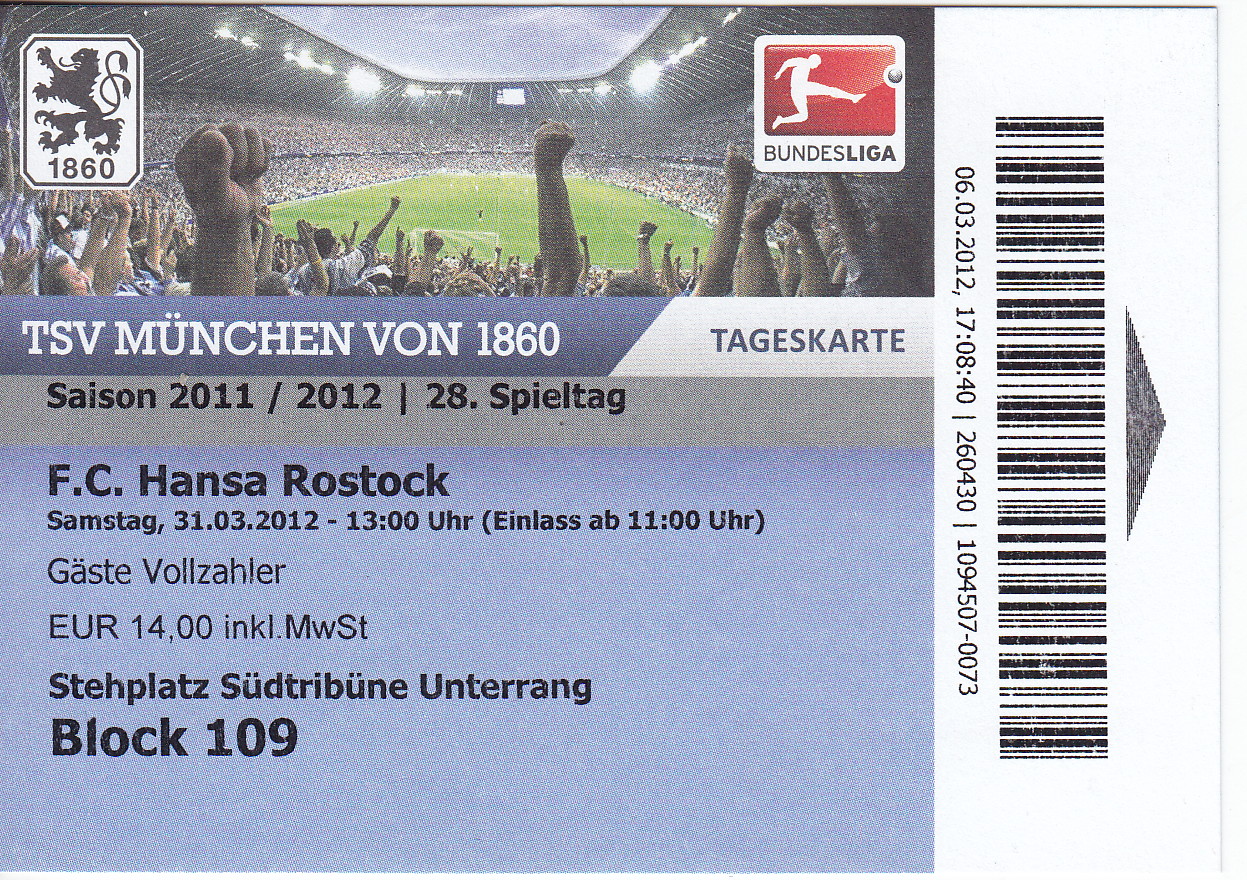 1860
BUNDESLIGA
TSV MÜNCHEN VON 1860
TAGESKARTE
Saison 2011 / 2012 | 28. Spieltag
F.C. Hansa Rostock
Samstag, 31.03.2012 - 13:00 Uhr (Einlass ab 11:00 Uhr)
Gäste Vollzahler
EUR 14,00 inkl.MwSt
Stehplatz Südtribüne Unterrang
Block 109
06.03.2012, 17:08:40 | 260430 | 1094507-0073